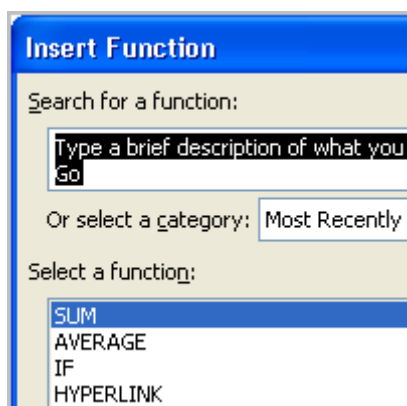 Insert Function
Search for a function:
Type a brief description of what you
Go
Or select a category: Most Recently
Select a function:
SUM
AVERAGE
IF
HYPERLINK